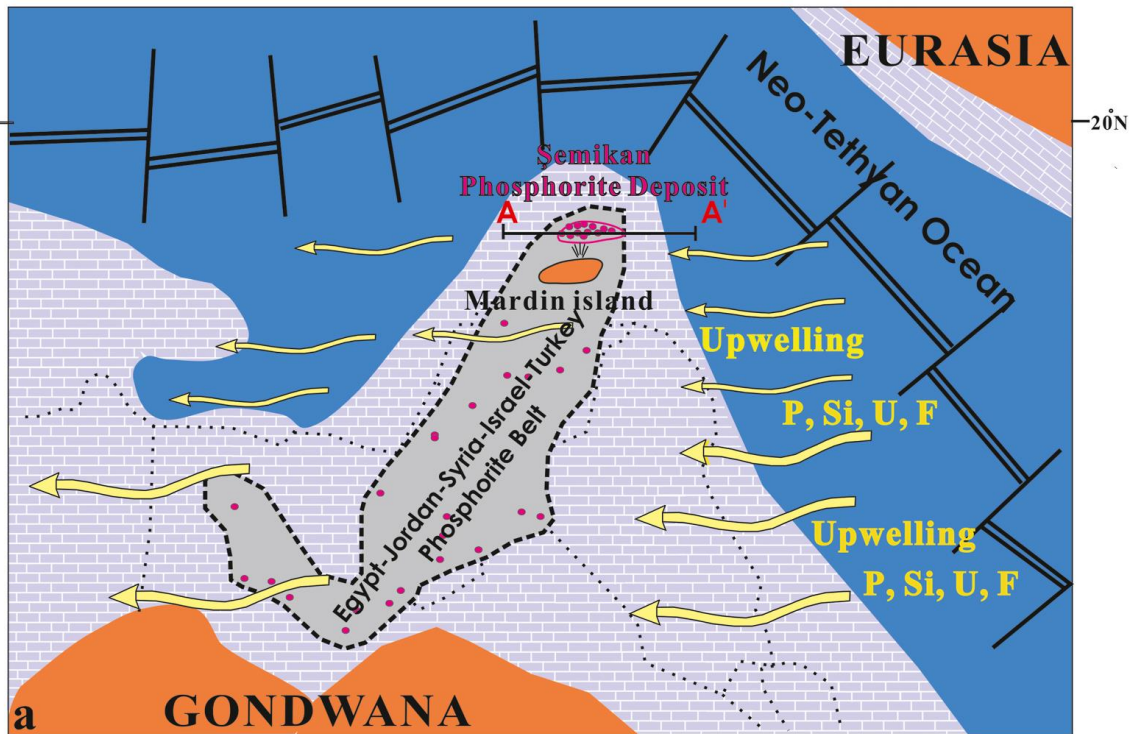 EURASIA
20°N
Neo-Tethyan Ocean
Şemikan
Phosphorite Deposit
A A'
Mardin island
Upwelling
P, Si, U, F
Egypt-Jordan-Syria-Israel-Turkey
Phosphorite Belt
Upwelling
P, Si, U, F
a
GONDWANA